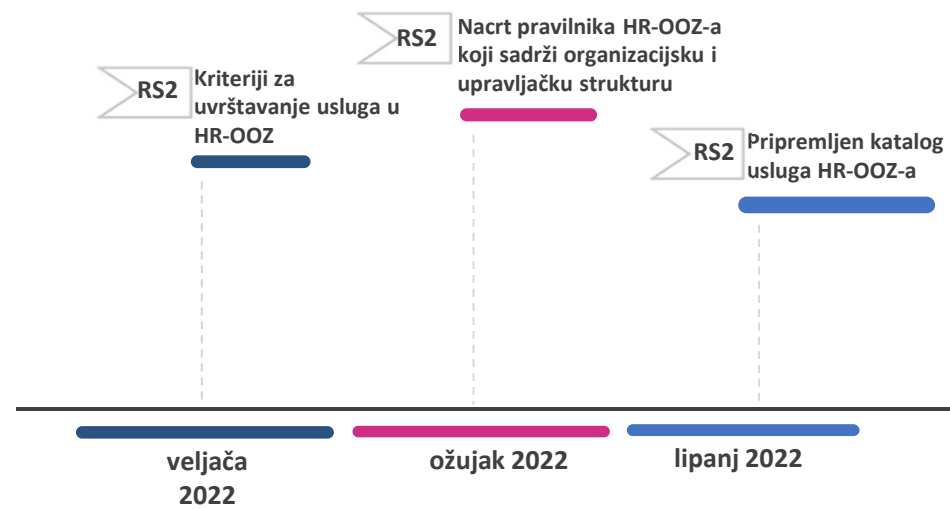 RS2
Kriteriji za
uvrštavanje usluga u
HR-OOZ
RS2
Nacrt pravilnika HR-OOZ-a
koji sadrži organizacijsku i
upravljačku strukturu
RS2
Pripremljen katalog
usluga HR-OOZ-a
veljača
2022
ožujak 2022
lipanj 2022